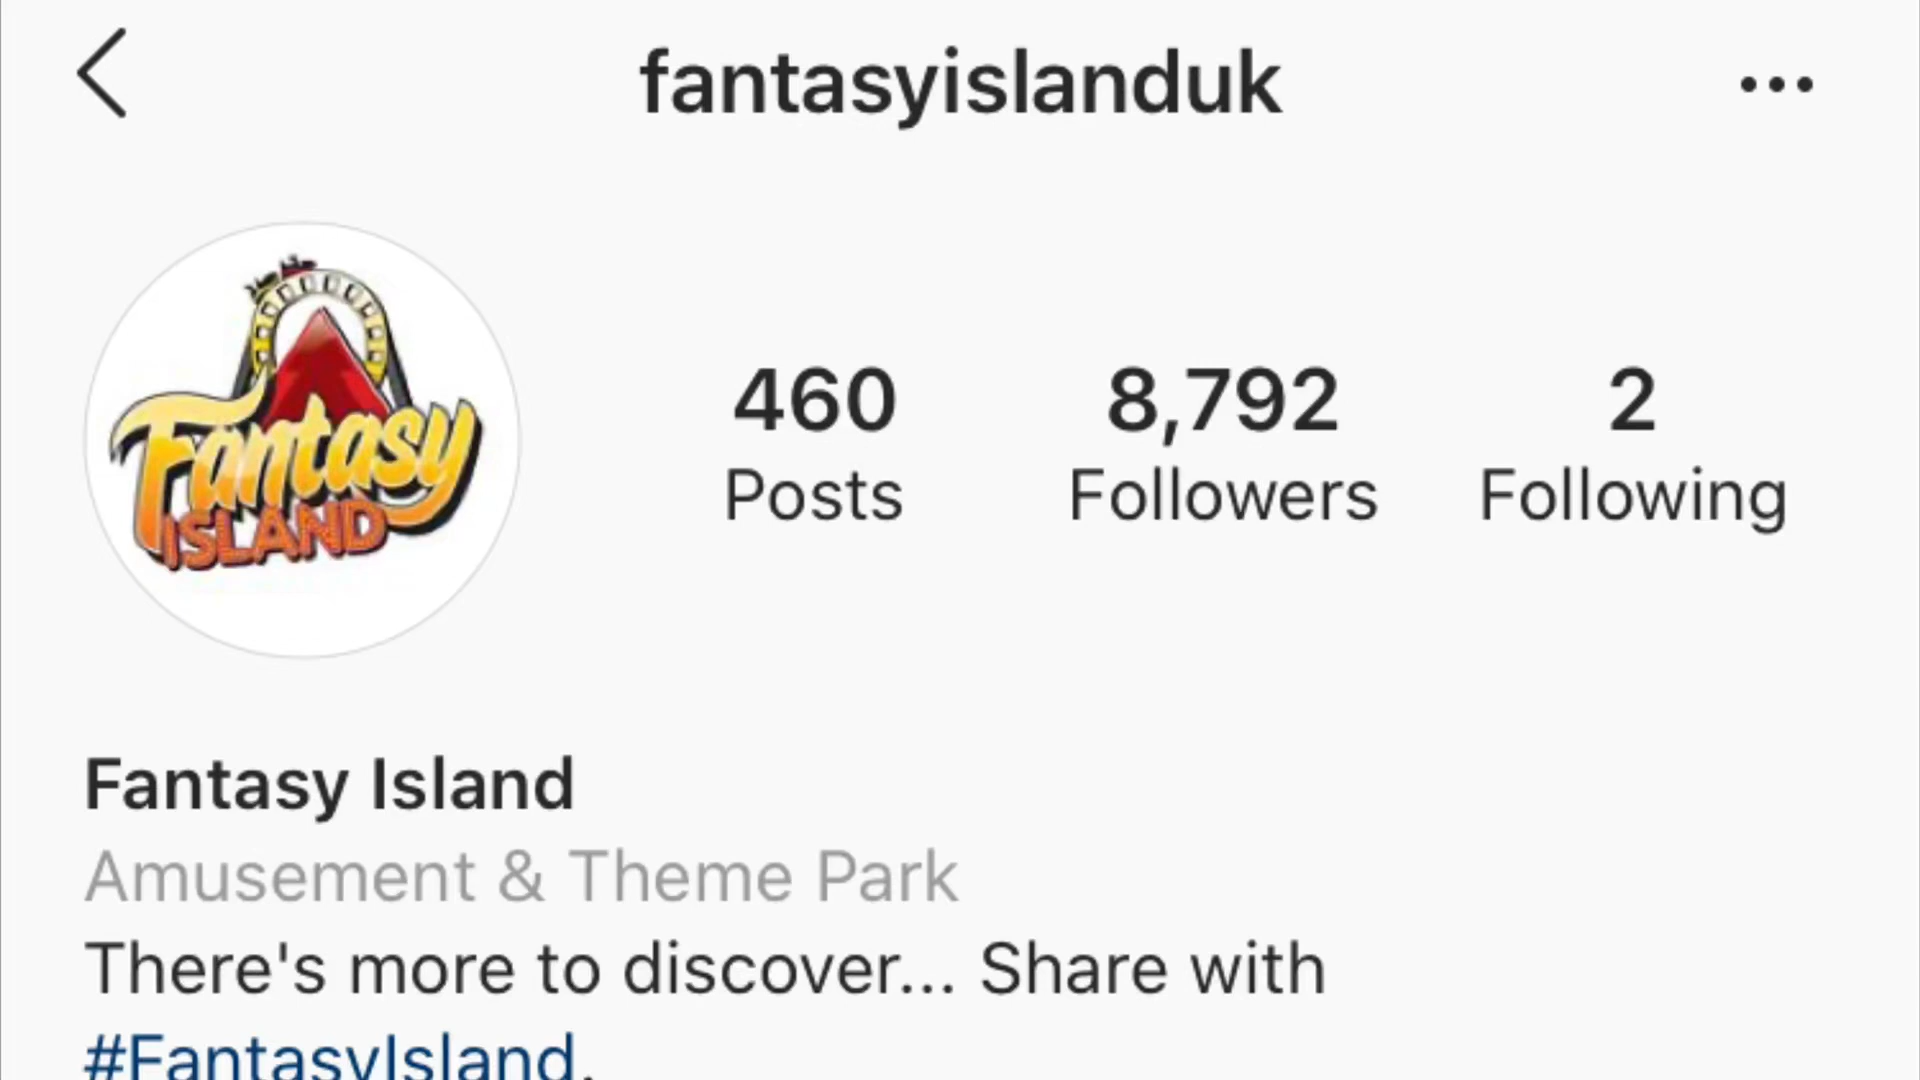 fantasyislanduk
Fantasy
ISLAND
460 8,792 2
Posts Followers Following
Fantasy Island
Amusement & Theme Park
There's more to discover... Share with
#FantasyIsland.